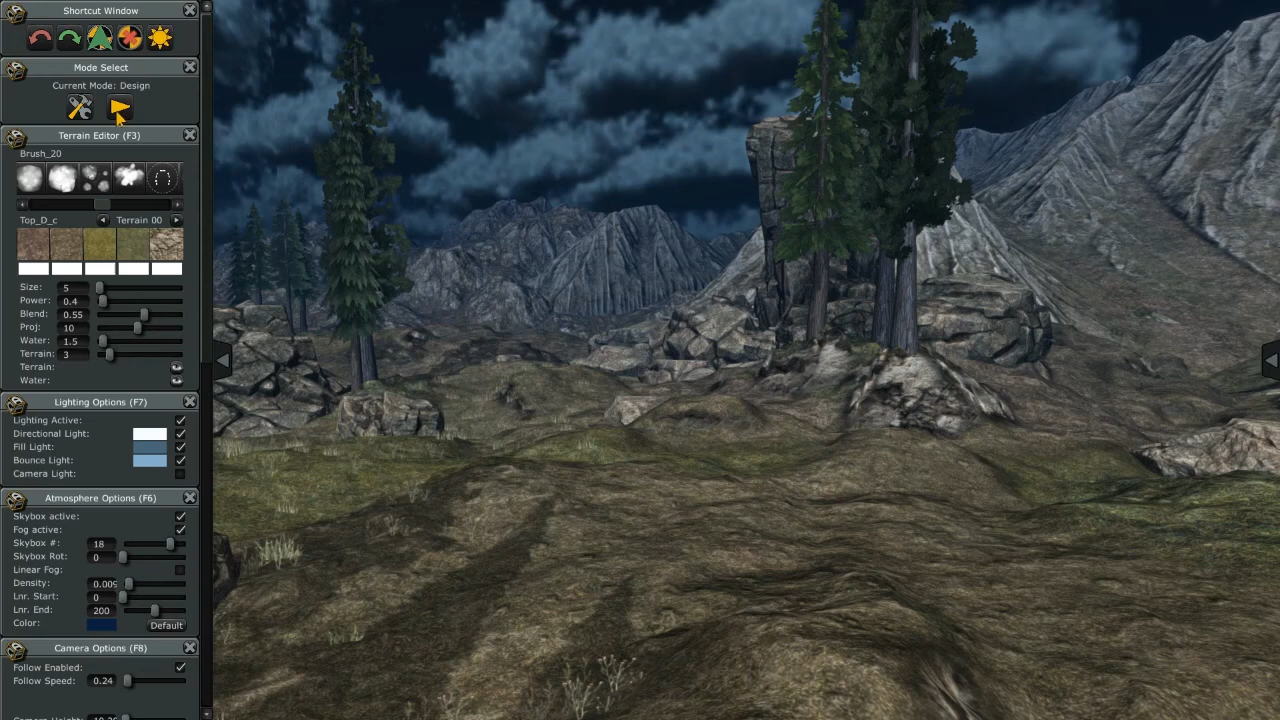 Shortcut Window
Mode Select
Current Mode: Design
Terrain Editor (F3)
Brush_20
Top_D_c Terrain 00
Size: 5
Power: 0.4
Blend: 0.55
Proj: 10
Water: 1.5
Terrain: 3
Terrain:
Water:
Lighting Options (F7)
Lighting Active:
Directional Light:
Fill Light:
Bounce Light:
Camera Light:
Atmosphere Options (F6)
Skybox active:
Fog active:
Skybox #: 18
Skybox Rot: 0
Linear Fog:
Density: 0.009
Lnr. Start: 0
Lnr. End: 200
Color: Default
Camera Options (F8)
Follow Enabled:
Follow Speed: 0.24
Camera Height: